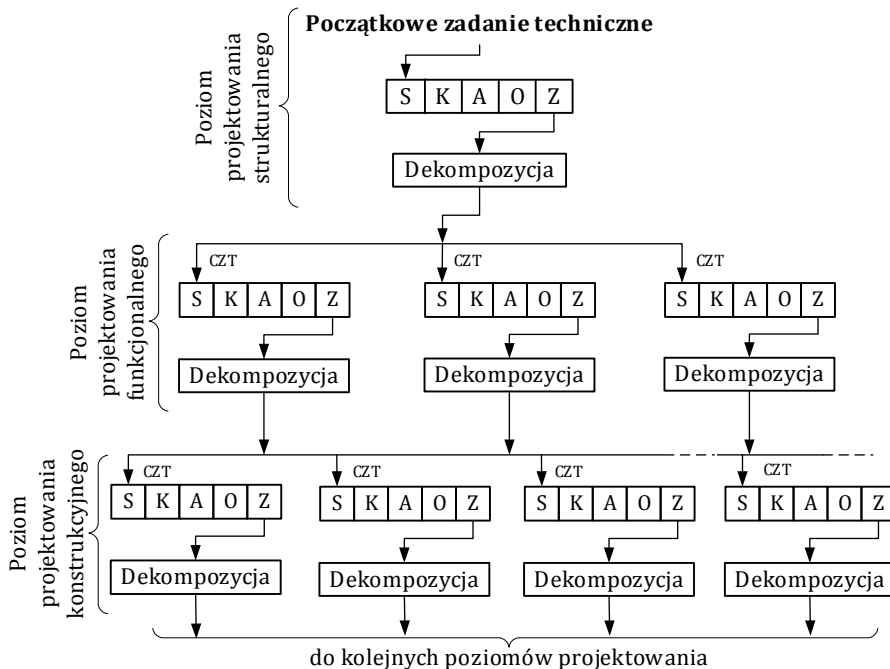 Początkowe zadanie techniczne
Poziom
projektowania
strukturalnego
S K A O Z
Dekompozycja
Poziom
projektowania
funkcjonalnego
CZT CZT CZT
S K A O Z S K A O Z S K A O Z
Dekompozycja Dekompozycja Dekompozycja
Poziom
projektowania
konstrukcyjnego
CZT CZT CZT CZT
S K A O Z S K A O Z S K A O Z S K A O Z
Dekompozycja Dekompozycja Dekompozycja Dekompozycja
do kolejnych poziomów projektowania